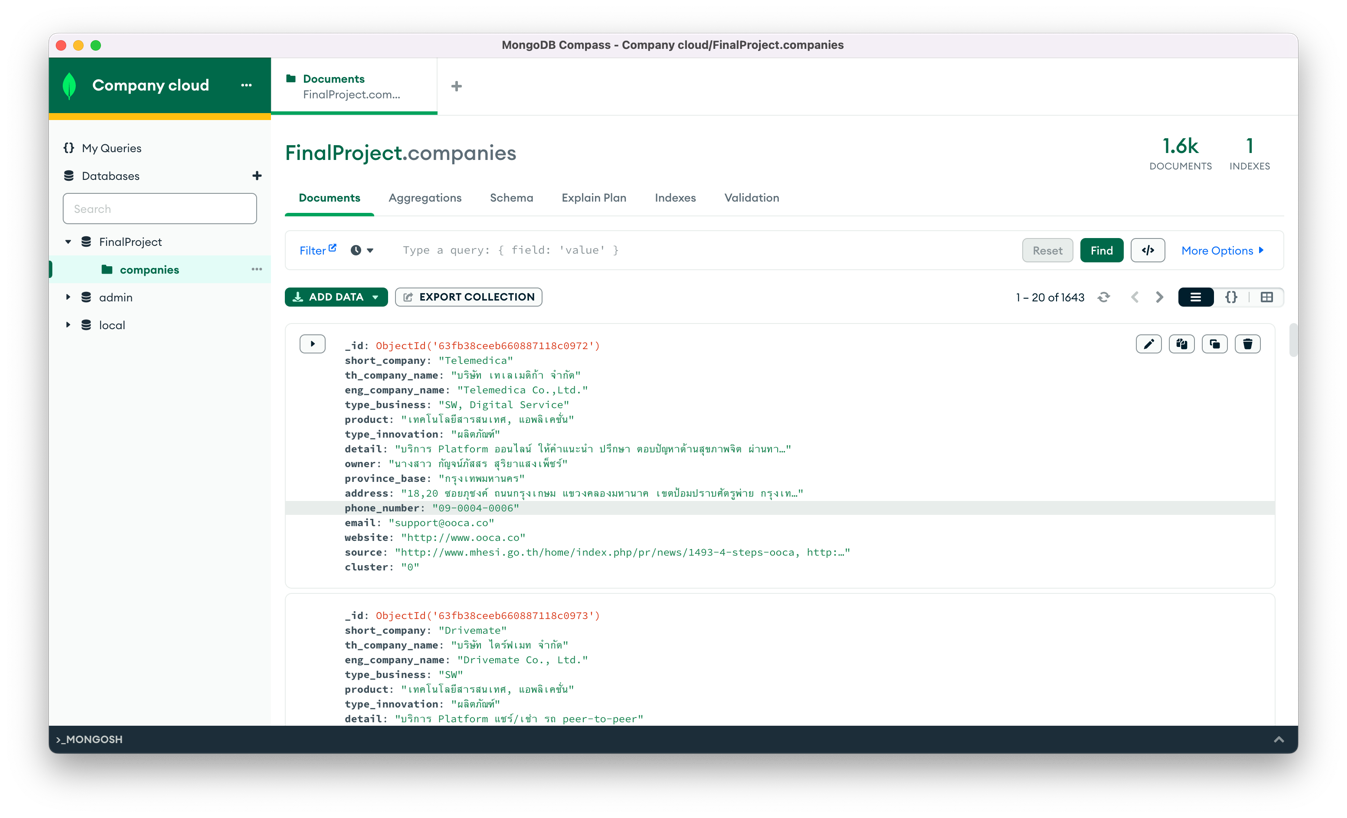 MongoDB Compass - Company cloud/FinalProject.companies
Company cloud
Documents
FinalProject.com...
My Queries
Databases
Search
FinalProject
companies
admin
local
FinalProject.companies
1.6k
DOCUMENTS
1
INDEXES
Documents Aggregations Schema Explain Plan Indexes Validation
Filter Type a query: { field: 'value' } Reset Find </> More Options
ADD DATA EXPORT COLLECTION 1 – 20 of 1643 {}
_id: ObjectId('63fb38ceeb660887118c0972')
short_company: "Telemedica"
th_company_name: "บริษัท เทเลเมดิก้า จำกัด"
eng_company_name: "Telemedica Co.,Ltd."
type_business: "SW, Digital Service"
product: "เทคโนโลยีสารสนเทศ, แอพลิเคชั่น"
type_innovation: "ผลิตภัณฑ์"
detail: "บริการ Platform ออนไลน์ ให้คำแนะนำ ปรึกษา ตอบปัญหาด้านสุขภาพจิต ผ่านทา…"
owner: "นางสาว กัญจน์ภัสสร สุริยาแสงเพ็ชร์"
province_base: "กรุงเทพมหานคร"
address: "18,20 ซอยภุชงค์ ถนนกรุงเกษม แขวงคลองมหานาค เขตป้อมปราบศัตรูพ่าย กรุงเท…"
phone_number: "09-0004-0006"
email: "support@ooca.co"
website: "http://www.ooca.co"
source: "http://www.mhesi.go.th/home/index.php/pr/news/1493-4-steps-ooca, http:…"
cluster: "0"
_id: ObjectId('63fb38ceeb660887118c0973')
short_company: "Drivemate"
th_company_name: "บริษัท ไดร์ฟเมท จำกัด"
eng_company_name: "Drivemate Co., Ltd."
type_business: "SW"
product: "เทคโนโลยีสารสนเทศ, แอพลิเคชั่น"
type_innovation: "ผลิตภัณฑ์"
detail: "บริการ Platform แชร์/เช่า รถ peer-to-peer"
>_MONGOSH